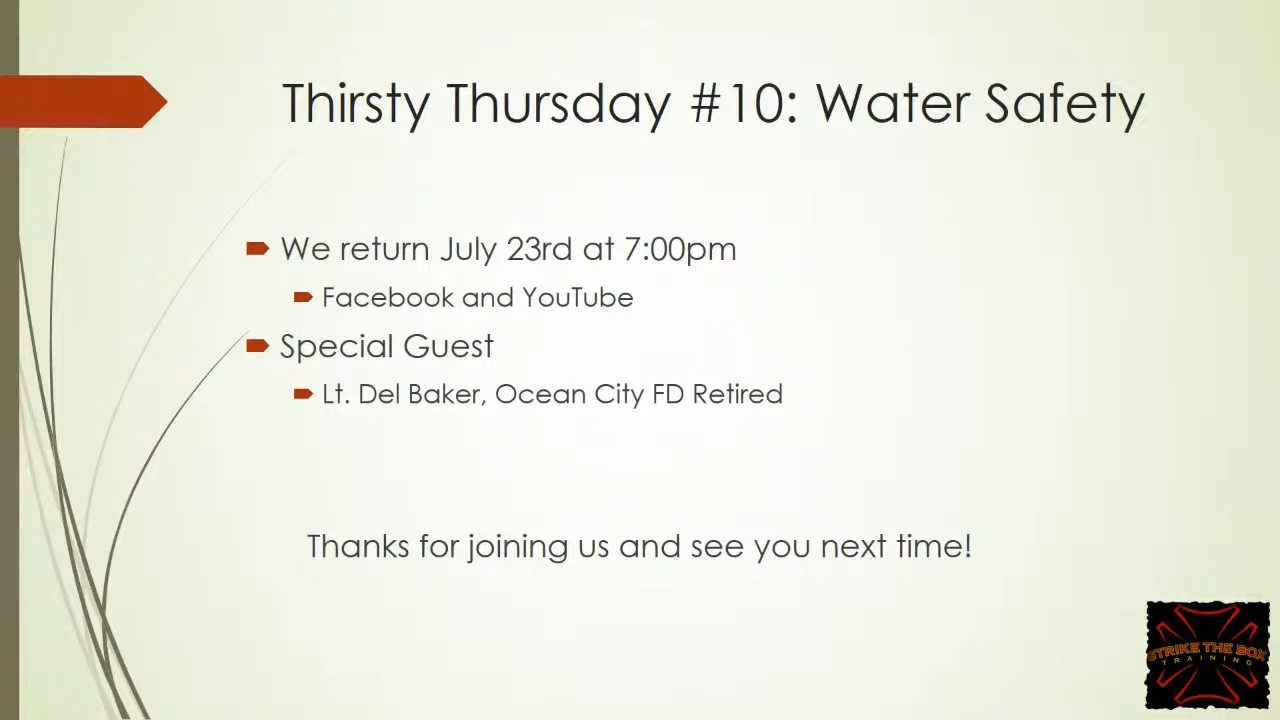 Thirsty Thursday #10: Water Safety
We return July 23rd at 7:00pm
Facebook and YouTube
Special Guest
Lt. Del Baker, Ocean City FD Retired
Thanks for joining us and see you next time!
STRIKE THE BOX
TRAINING